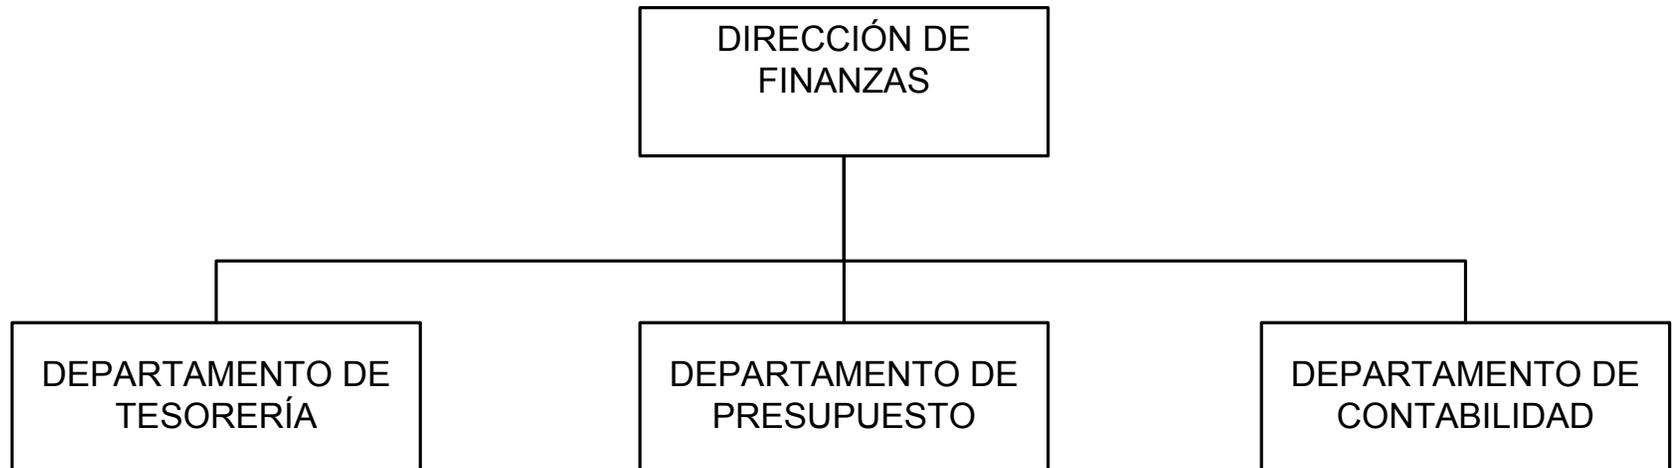 DIRECCIÓN DE
FINANZAS
DEPARTAMENTO DE
TESORERÍA
DEPARTAMENTO DE
PRESUPUESTO
DEPARTAMENTO DE
CONTABILIDAD